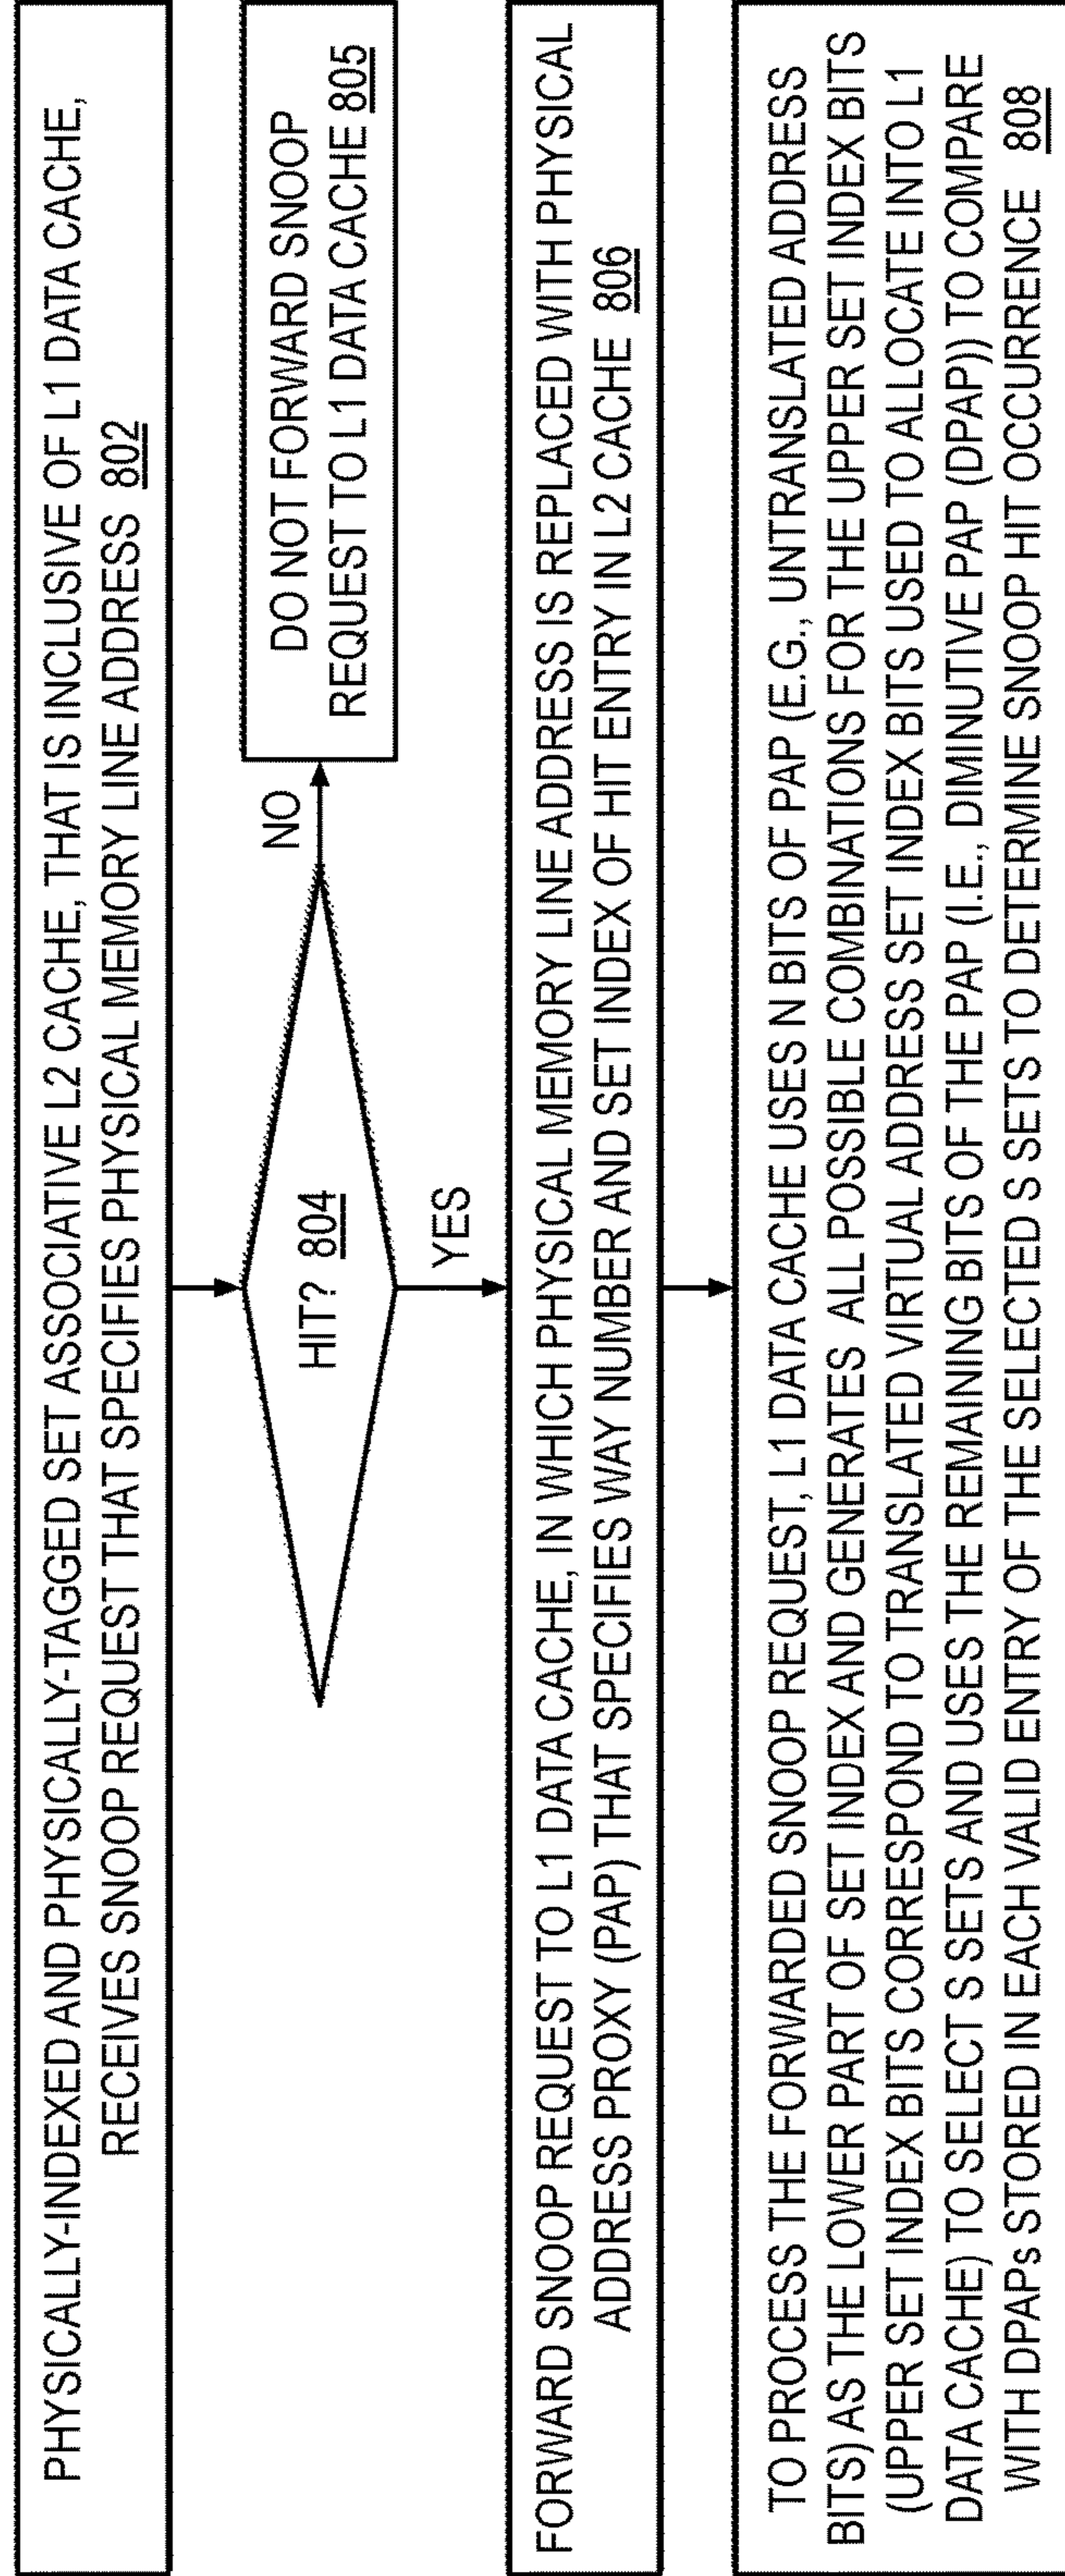 PHYSICALLY-INDEXED AND PHYSICALLY-TAGGED SET ASSOCIATIVE L2 CACHE, THAT IS INCLUSIVE OF L1 DATA CACHE,
RECEIVES SNOOP REQUEST THAT SPECIFIES PHYSICAL MEMORY LINE ADDRESS 802
HIT? 804
NO
DO NOT FORWARD SNOOP
REQUEST TO L1 DATA CACHE 805
YES
FORWARD SNOOP REQUEST TO L1 DATA CACHE, IN WHICH PHYSICAL MEMORY LINE ADDRESS IS REPLACED WITH PHYSICAL
ADDRESS PROXY (PAP) THAT SPECIFIES WAY NUMBER AND SET INDEX OF HIT ENTRY IN L2 CACHE 806
TO PROCESS THE FORWARDED SNOOP REQUEST, L1 DATA CACHE USES N BITS OF PAP (E.G., UNTRANSLATED ADDRESS
BITS) AS THE LOWER PART OF SET INDEX AND GENERATES ALL POSSIBLE COMBINATIONS FOR THE UPPER SET INDEX BITS
(UPPER SET INDEX BITS CORRESPOND TO TRANSLATED VIRTUAL ADDRESS SET INDEX BITS USED TO ALLOCATE INTO L1
DATA CACHE) TO SELECT S SETS AND USES THE REMAINING BITS OF THE PAP (I.E., DIMINUTIVE PAP (DPAP)) TO COMPARE
WITH DPAPs STORED IN EACH VALID ENTRY OF THE SELECTED S SETS TO DETERMINE SNOOP HIT OCCURRENCE 808